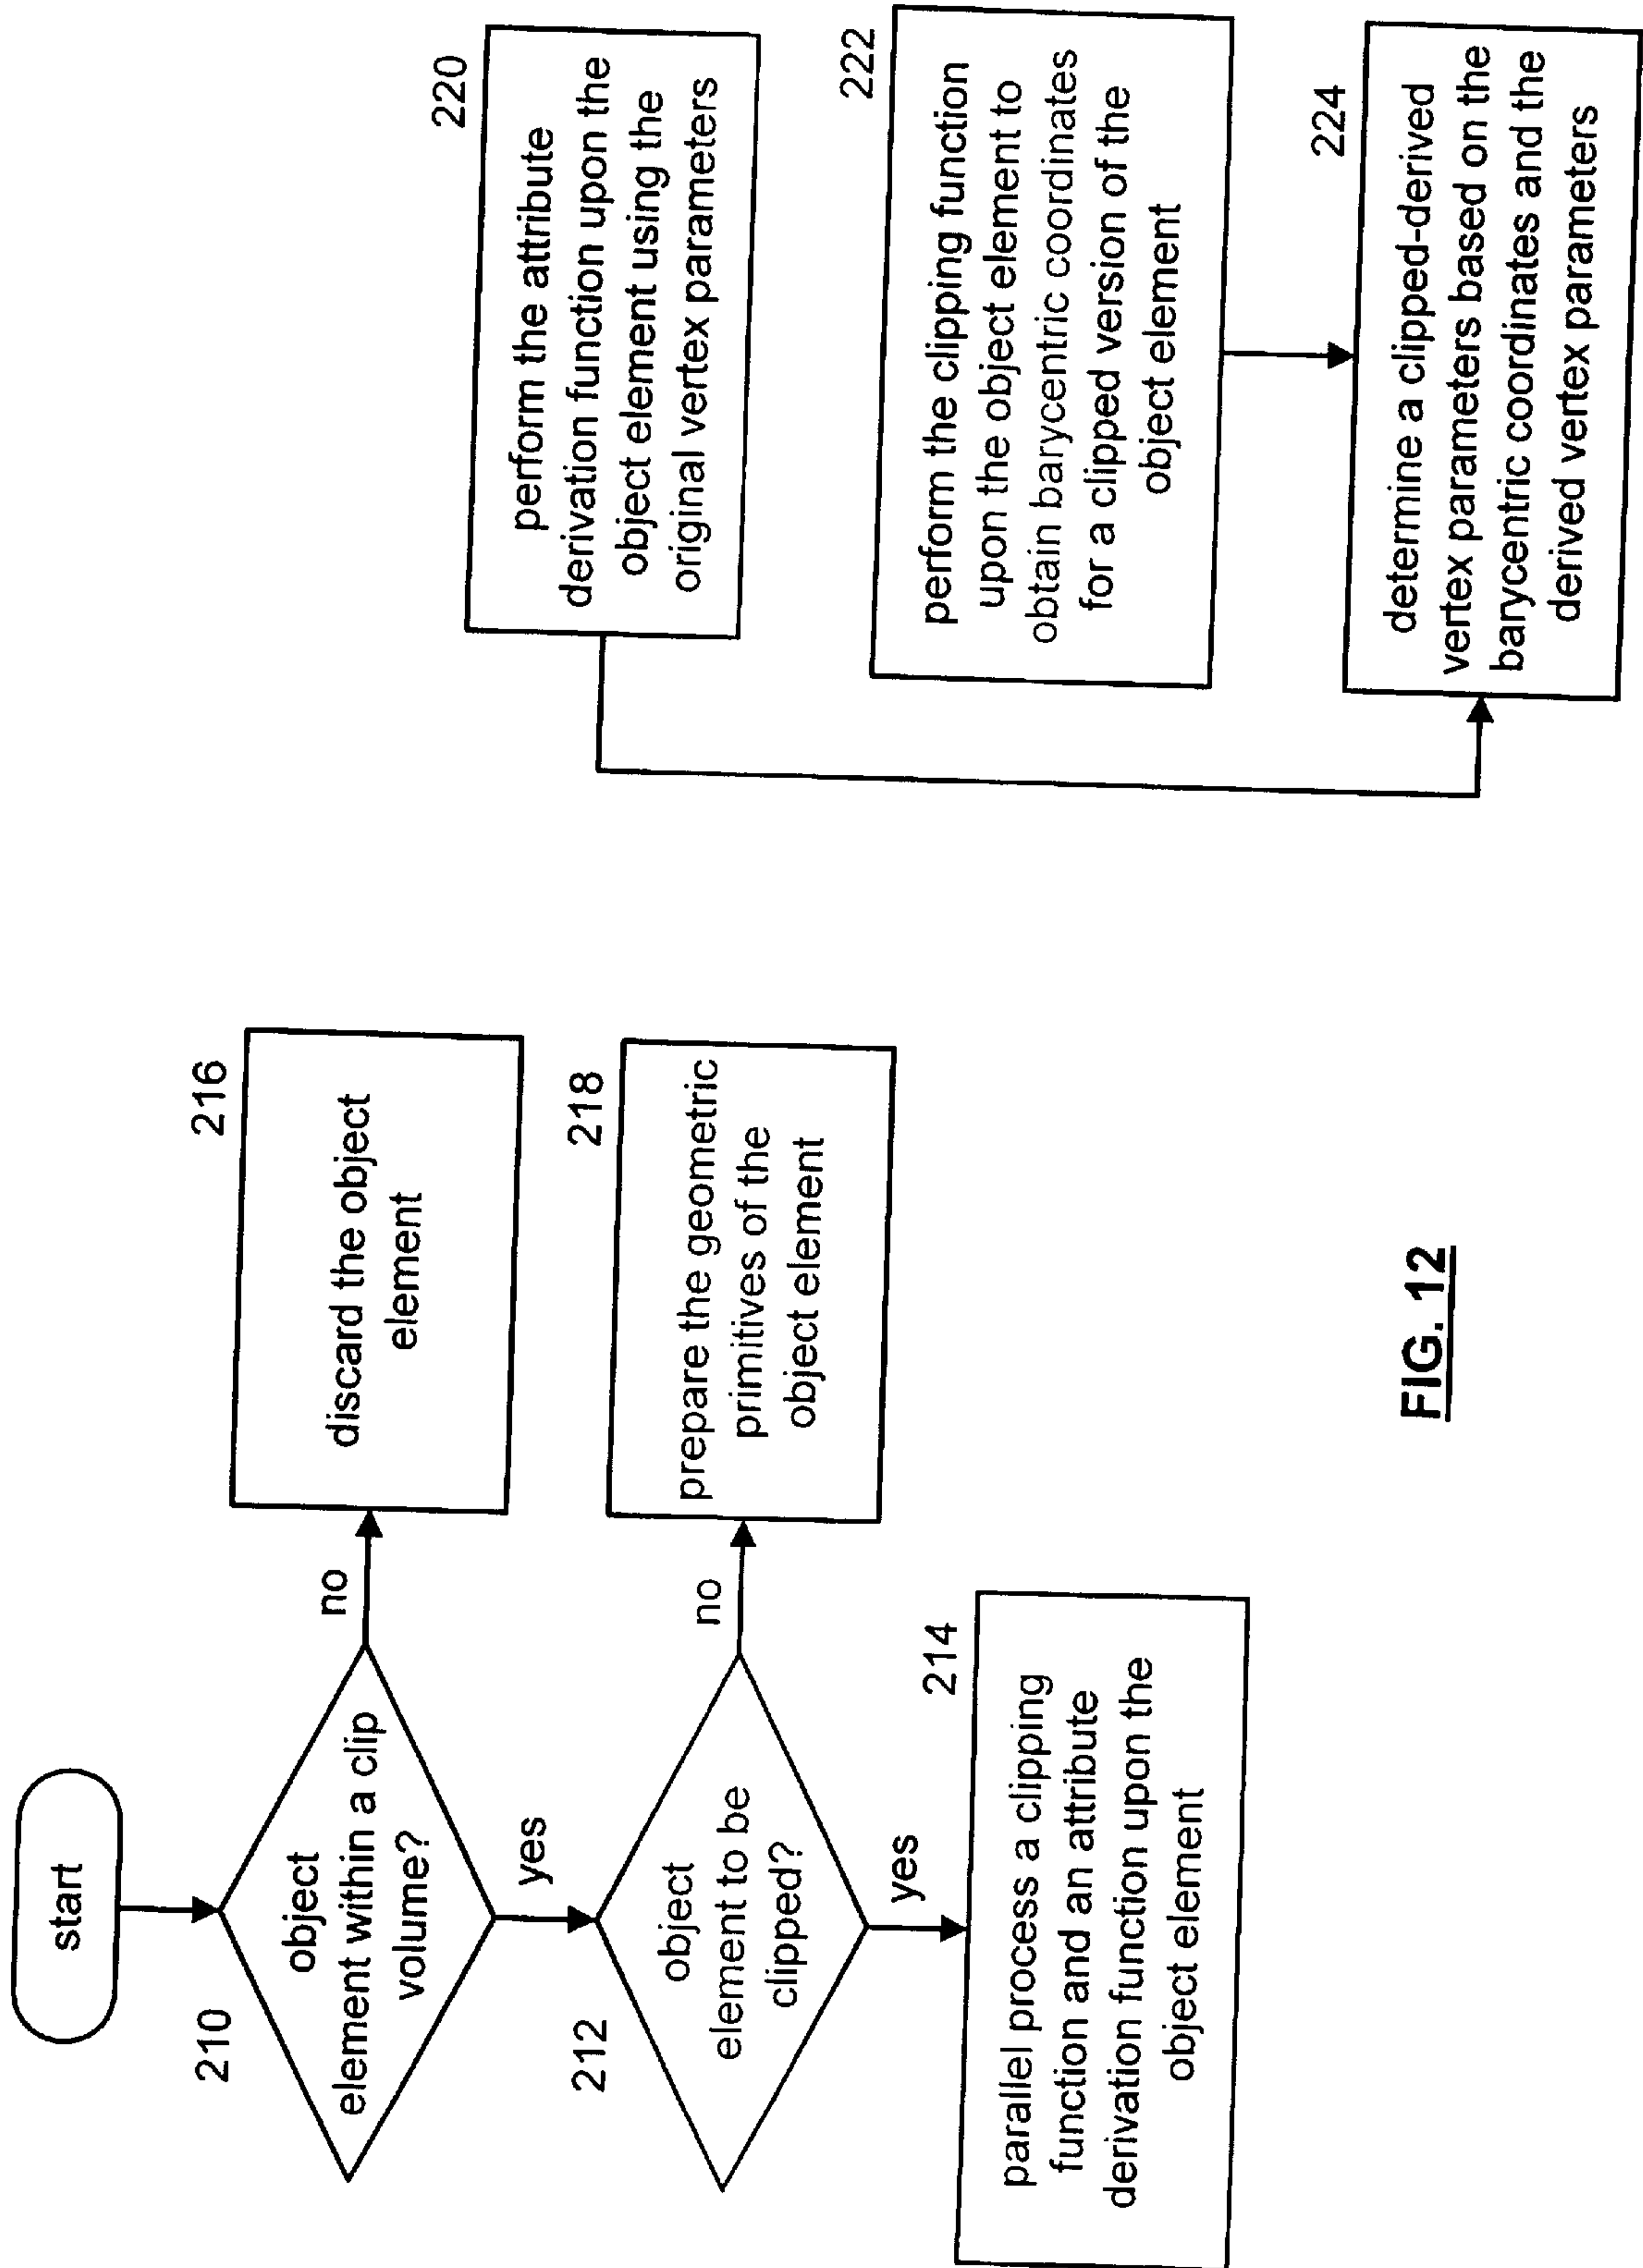 start
210
object
element within a clip
volume?
no
216
discard the object
element
yes
212
object
element to be
clipped?
no
218
prepare the geometric
primitives of the
object element
yes
214
parallel process a clipping
function and an attribute
derivation function upon the
object element
220
perform the attribute
derivation function upon the
object element using the
original vertex parameters
222
perform the clipping function
upon the object element to
obtain barycentric coordinates
for a clipped version of the
object element
224
determine a clipped-derived
vertex parameters based on the
barycentric coordinates and the
derived vertex parameters
FIG. 12